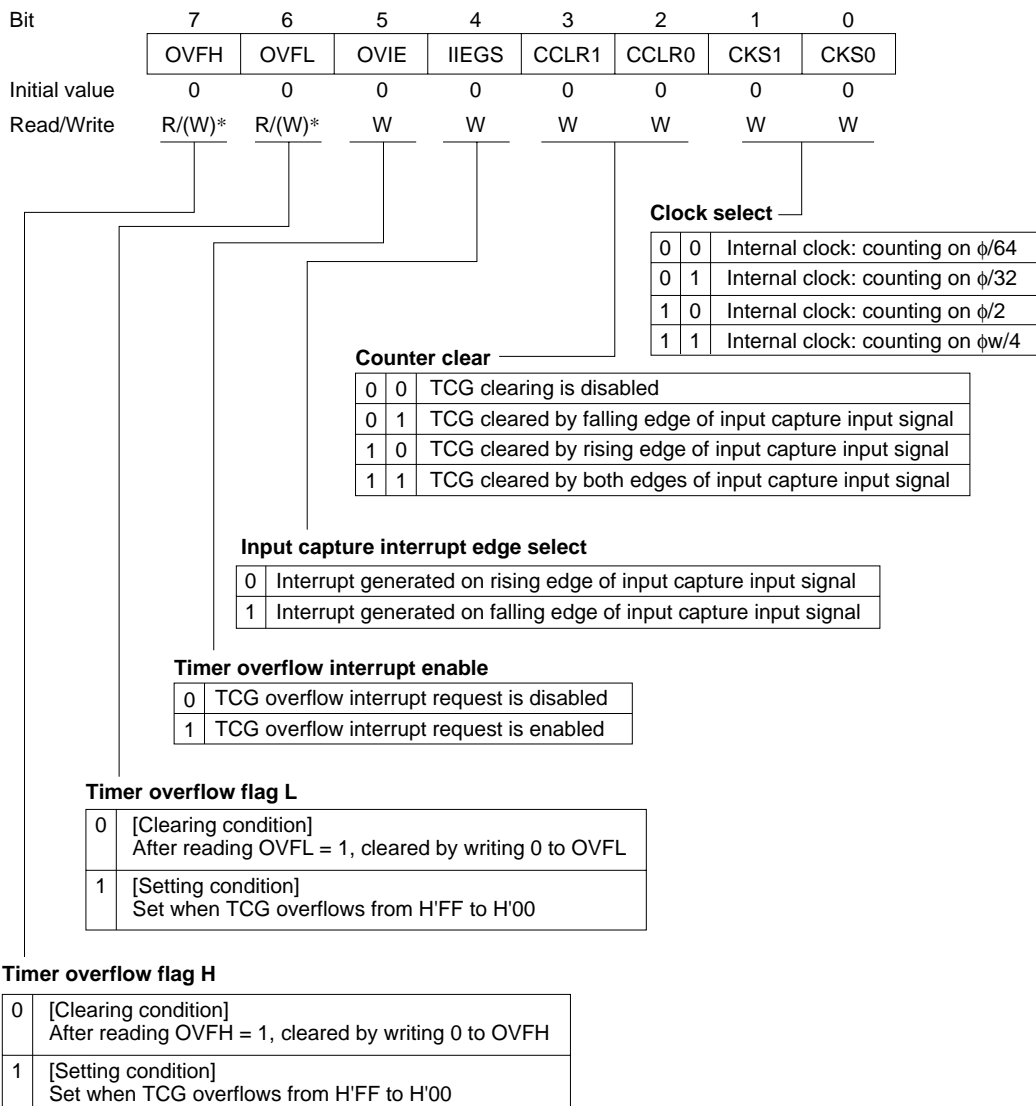 Bit 7 6 5 4 3 2 1 0
OVFH OVFL OVIE IIEGS CCLR1 CCLR0 CKS1 CKS0
Initial value 0 0 0 0 0 0 0 0
Read/Write R/(W)* R/(W)* W W W W W W
Clock select
0 0 Internal clock: counting on ϕ/64
0 1 Internal clock: counting on ϕ/32
1 0 Internal clock: counting on ϕ/2
1 1 Internal clock: counting on ϕw/4
Counter clear
0 0 TCG clearing is disabled
0 1 TCG cleared by falling edge of input capture input signal
1 0 TCG cleared by rising edge of input capture input signal
1 1 TCG cleared by both edges of input capture input signal
Input capture interrupt edge select
0 Interrupt generated on rising edge of input capture input signal
1 Interrupt generated on falling edge of input capture input signal
Timer overflow interrupt enable
0 TCG overflow interrupt request is disabled
1 TCG overflow interrupt request is enabled
Timer overflow flag L
0 [Clearing condition]
After reading OVFL = 1, cleared by writing 0 to OVFL
1 [Setting condition]
Set when TCG overflows from H'FF to H'00
Timer overflow flag H
0 [Clearing condition]
After reading OVFH = 1, cleared by writing 0 to OVFH
1 [Setting condition]
Set when TCG overflows from H'FF to H'00